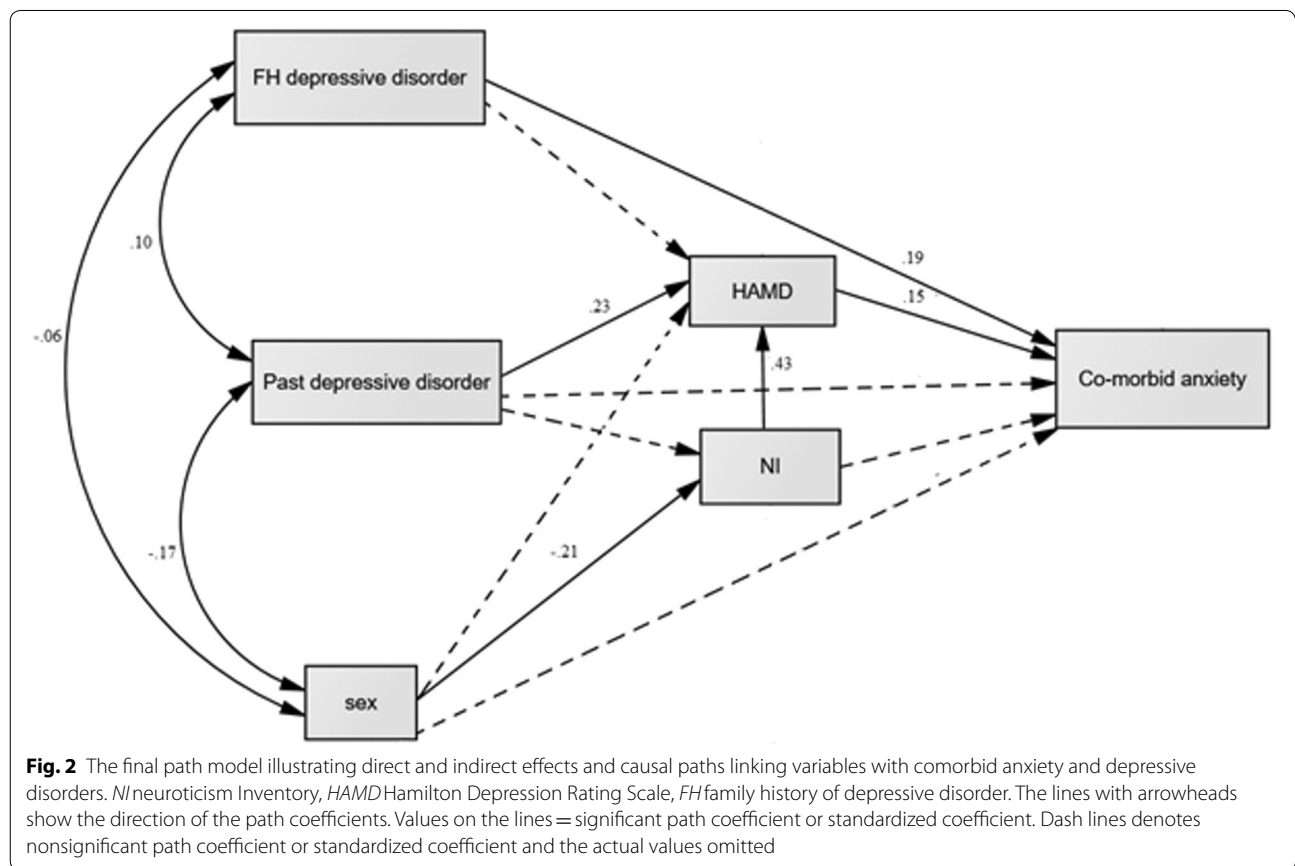 FH depressive disorder
.10
.19
HAMD
.15
.23
-.06
.43
Past depressive disorder
Co-morbid anxiety
NI
-.17
-.21
sex
Fig. 2 The final path model illustrating direct and indirect effects and causal paths linking variables with comorbid anxiety and depressive
disorders. NI neuroticism Inventory, HAMD Hamilton Depression Rating Scale, FH family history of depressive disorder. The lines with arrowheads
show the direction of the path coefficients. Values on the lines = significant path coefficient or standardized coefficient. Dash lines denotes
nonsignificant path coefficient or standardized coefficient and the actual values omitted